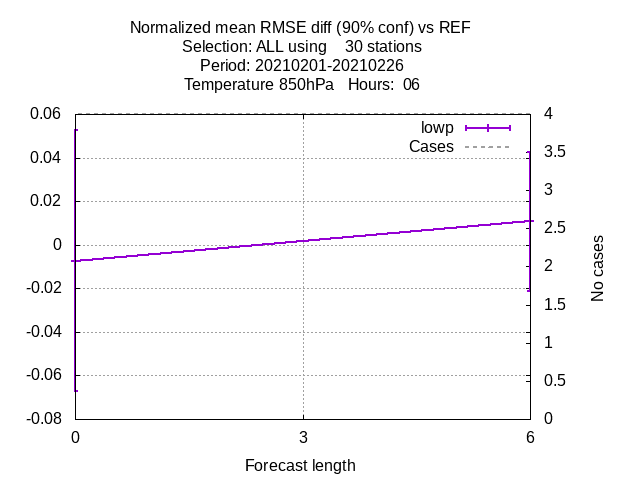 Normalized mean RMSE diff (90% conf) vs REF
Selection: ALL using    30 stations
Period: 20210201-20210226
Temperature 850hPa   Hours:  06
0.06
0.04
0.02
0
-0.02
-0.04
-0.06
-0.08
4
3.5
3
2.5
2
1.5
1
0.5
0
lowp
Cases
No cases
0
3
6
Forecast length